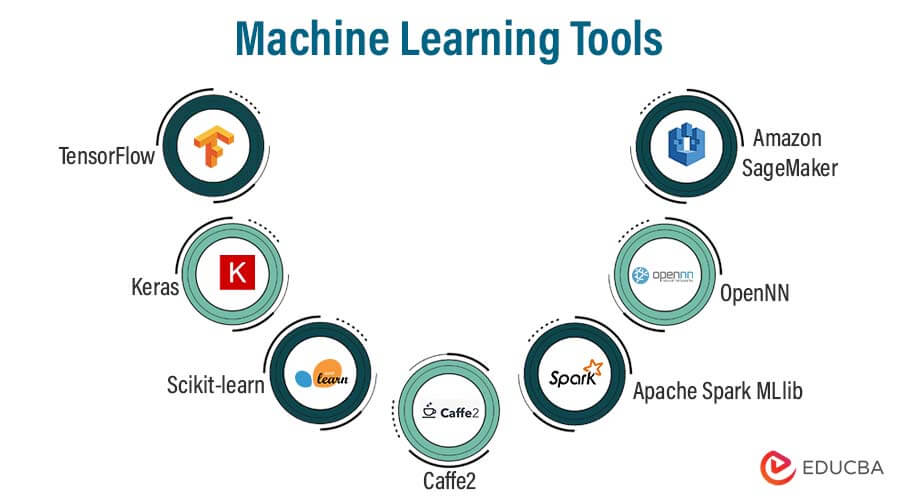 Machine Learning Tools
TensorFlow
Amazon
SageMaker
Keras
K
opennn
OpenNN
Scikit-learn
learn
Spark
Apache Spark MLlib
Caffe2
Caffe2
EDUCBA